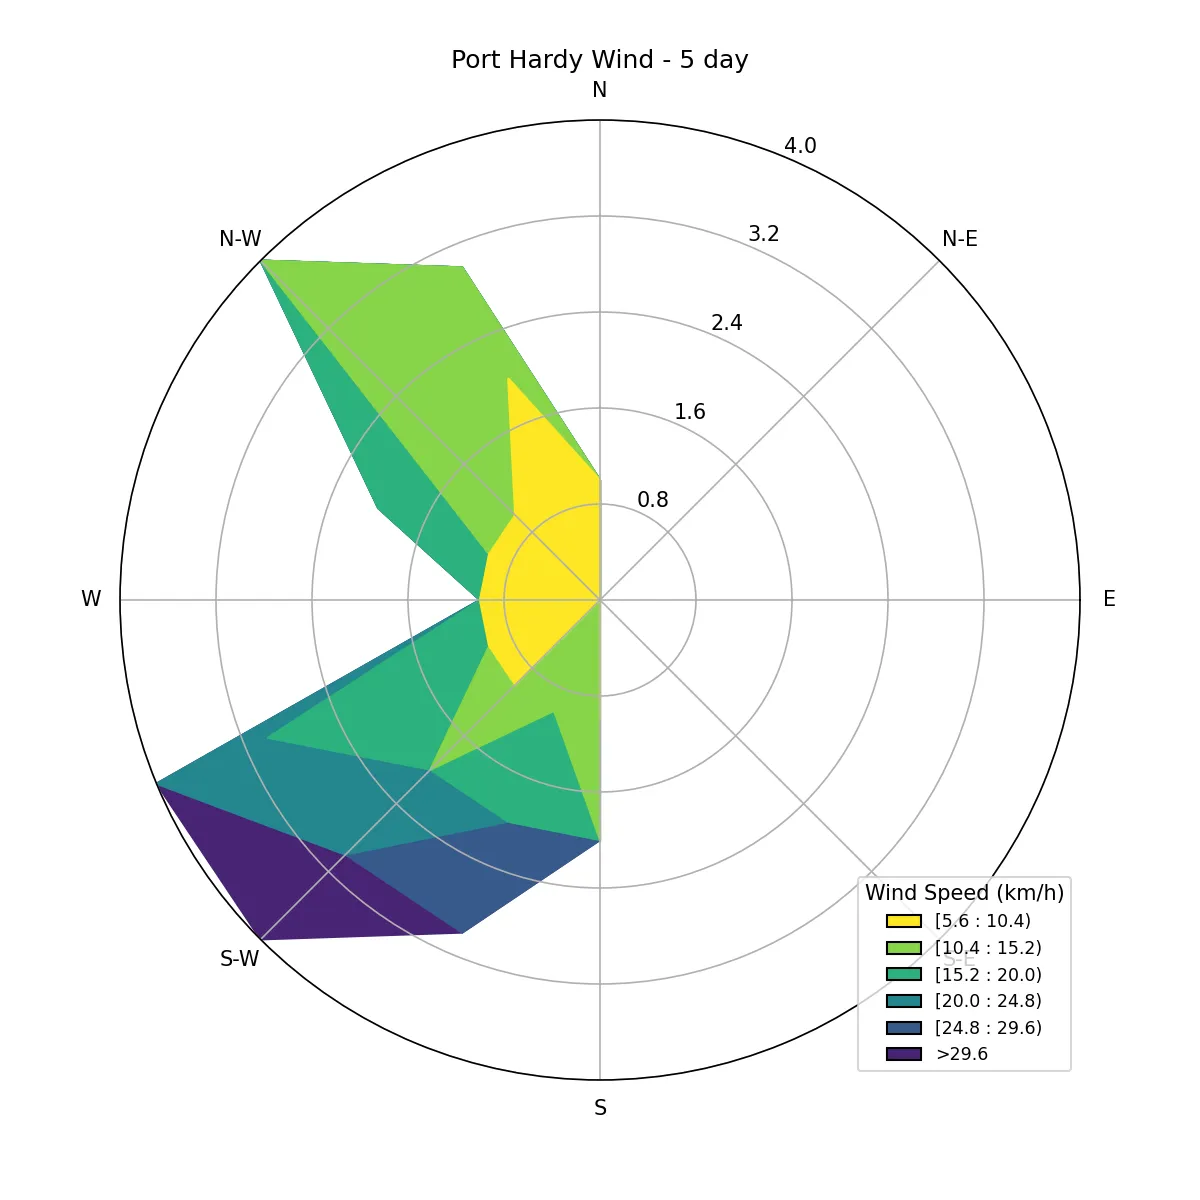 Port Hardy Wind - 5 day
N
4.0
N-W
3.2
N-E
2.4
1.6
0.8
W
E
S-W
S-E
S
Wind Speed (km/h)
[5.6 : 10.4)
[10.4 : 15.2)
[15.2 : 20.0)
[20.0 : 24.8)
[24.8 : 29.6)
>29.6